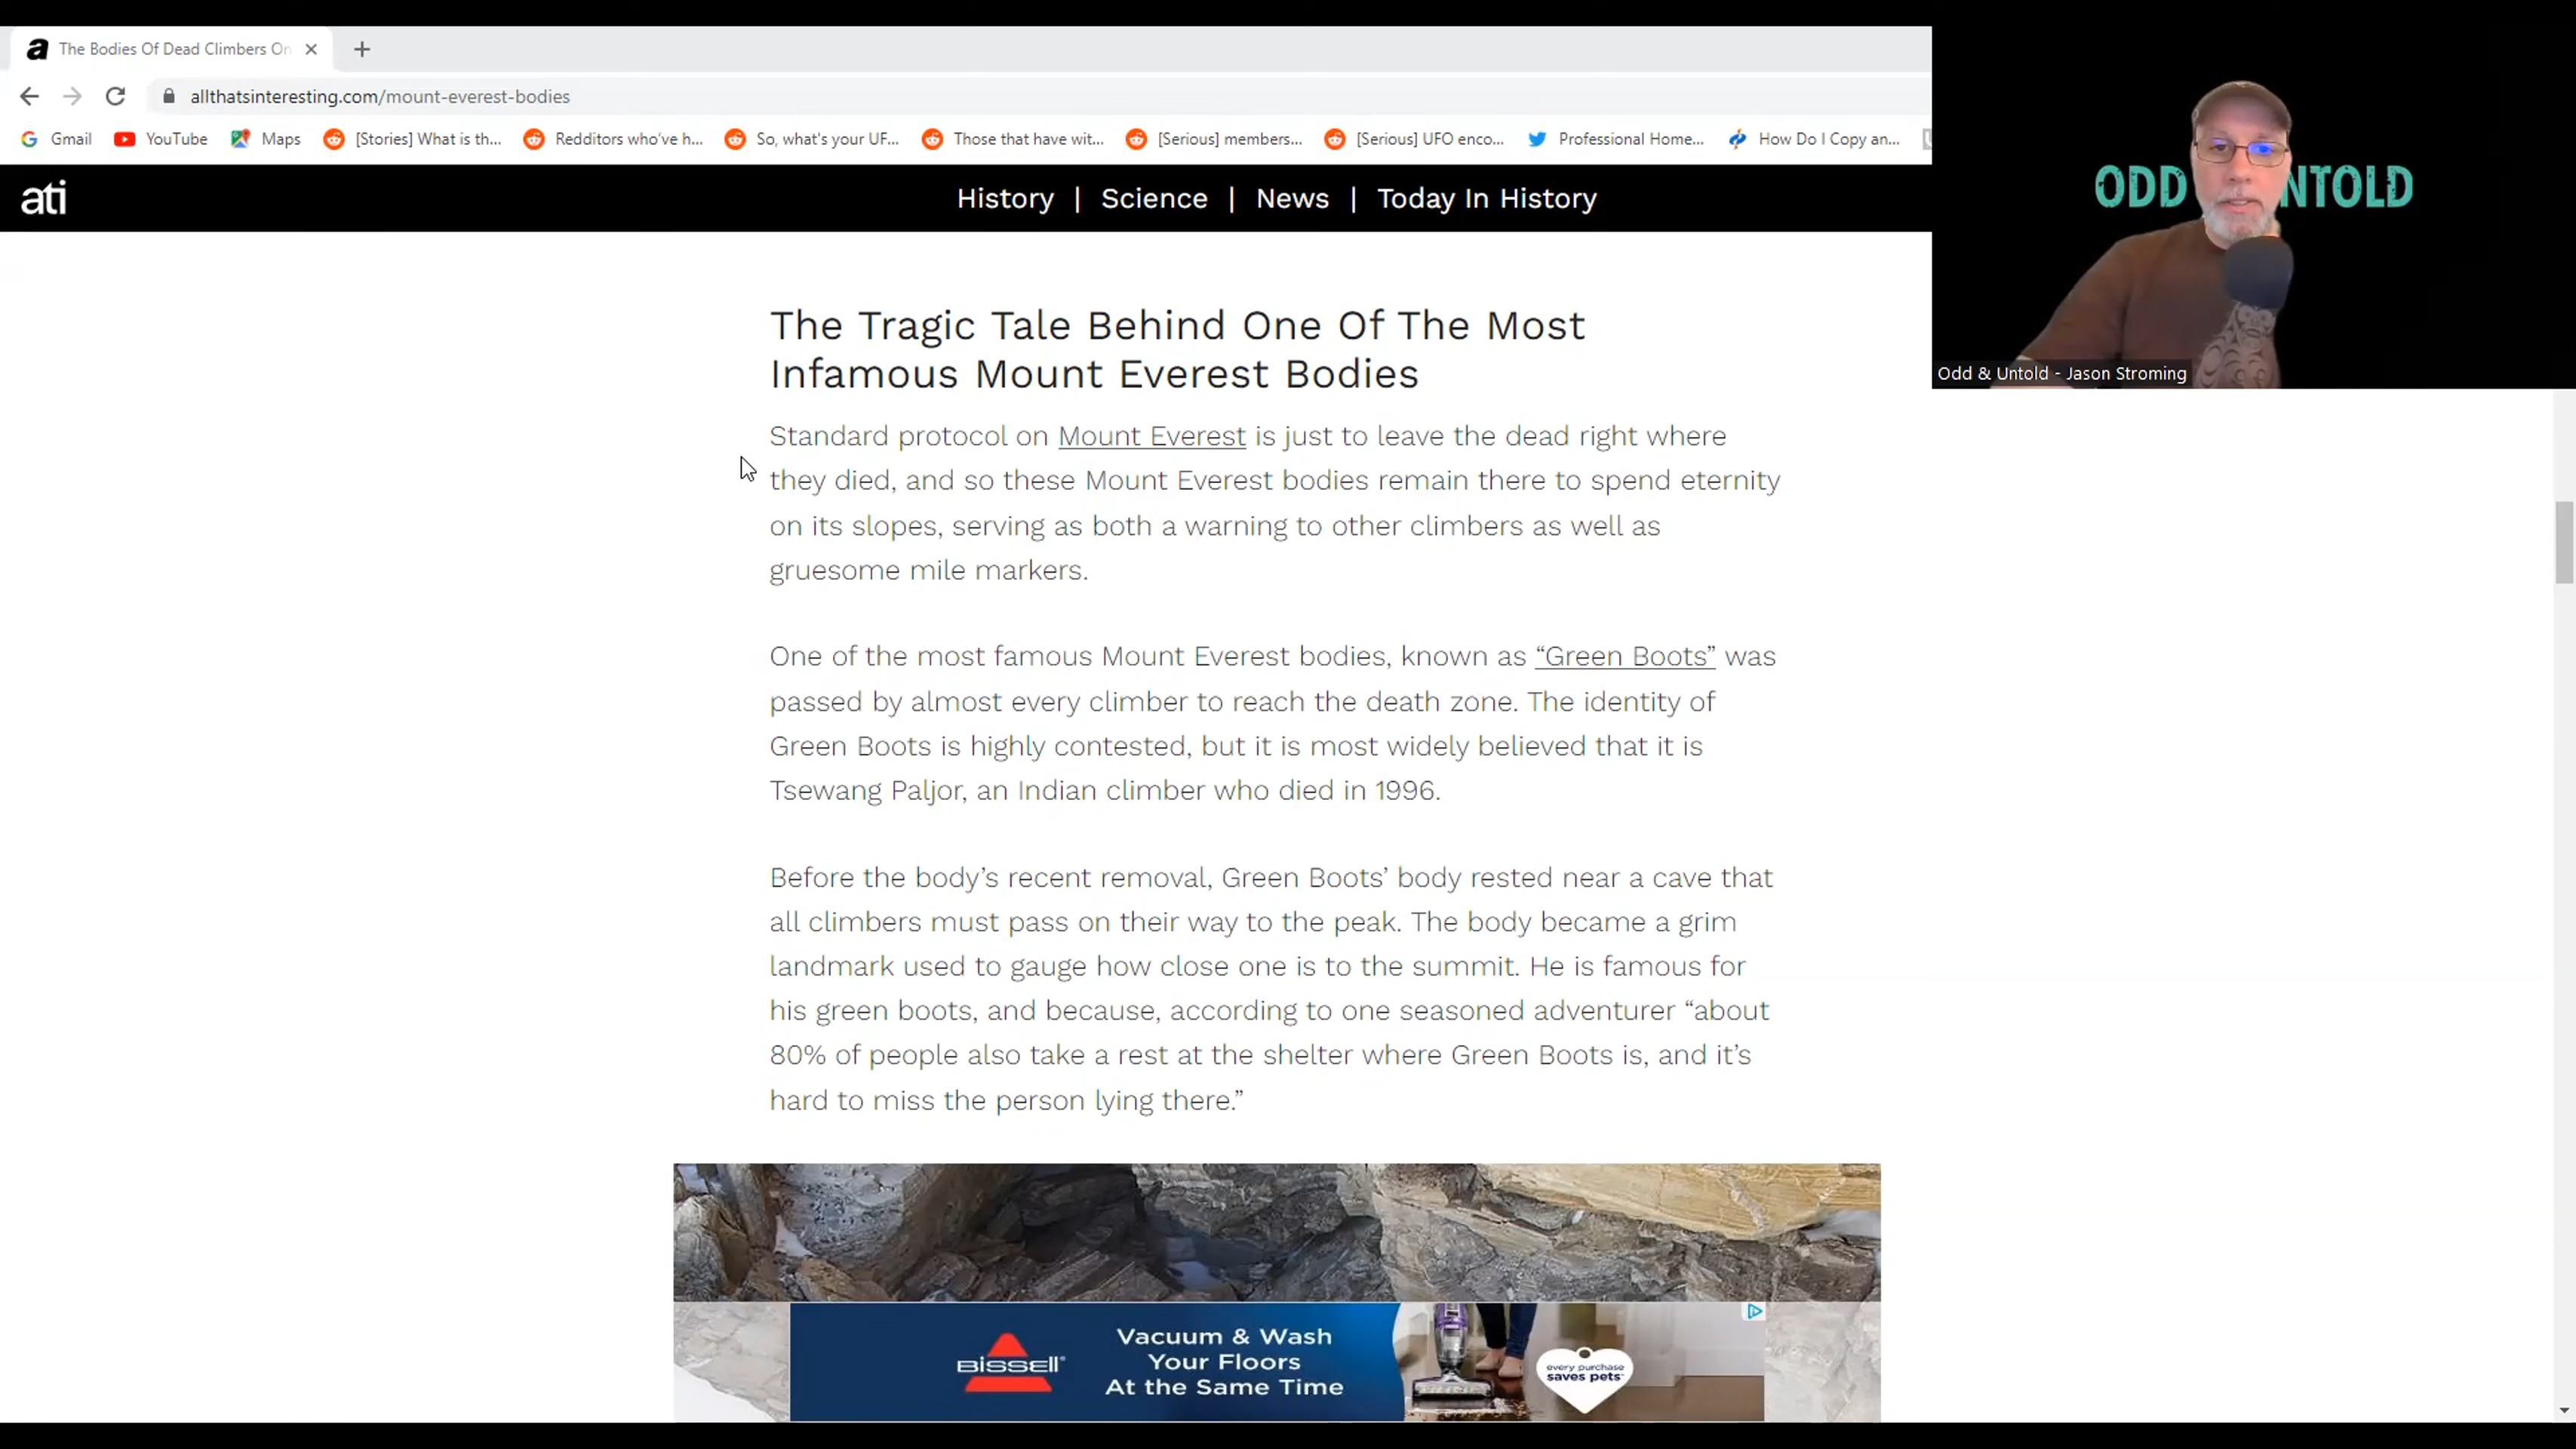 The Bodies Of Dead Climbers On
allthatsinteresting.com/mount-everest-bodies
Gmail
YouTube
Maps
[Stories] What is th...
Redditors who've h...
So, what's your UF...
Those that have wit...
[Serious] members...
[Serious] UFO enco...
Professional Home...
How Do I Copy an...
ati
History | Science | News | Today In History
ODD NTOLD
Odd & Untold - Jason Stroming
The Tragic Tale Behind One Of The Most
Infamous Mount Everest Bodies
Standard protocol on Mount Everest is just to leave the dead right where
they died, and so these Mount Everest bodies remain there to spend eternity
on its slopes, serving as both a warning to other climbers as well as
gruesome mile markers.
One of the most famous Mount Everest bodies, known as “Green Boots” was
passed by almost every climber to reach the death zone. The identity of
Green Boots is highly contested, but it is most widely believed that it is
Tsewang Paljor, an Indian climber who died in 1996.
Before the body’s recent removal, Green Boots’ body rested near a cave that
all climbers must pass on their way to the peak. The body became a grim
landmark used to gauge how close one is to the summit. He is famous for
his green boots, and because, according to one seasoned adventurer “about
80% of people also take a rest at the shelter where Green Boots is, and it’s
hard to miss the person lying there.”
BISSELL
Vacuum & Wash
Your Floors
At the Same Time
every purchase
saves pets